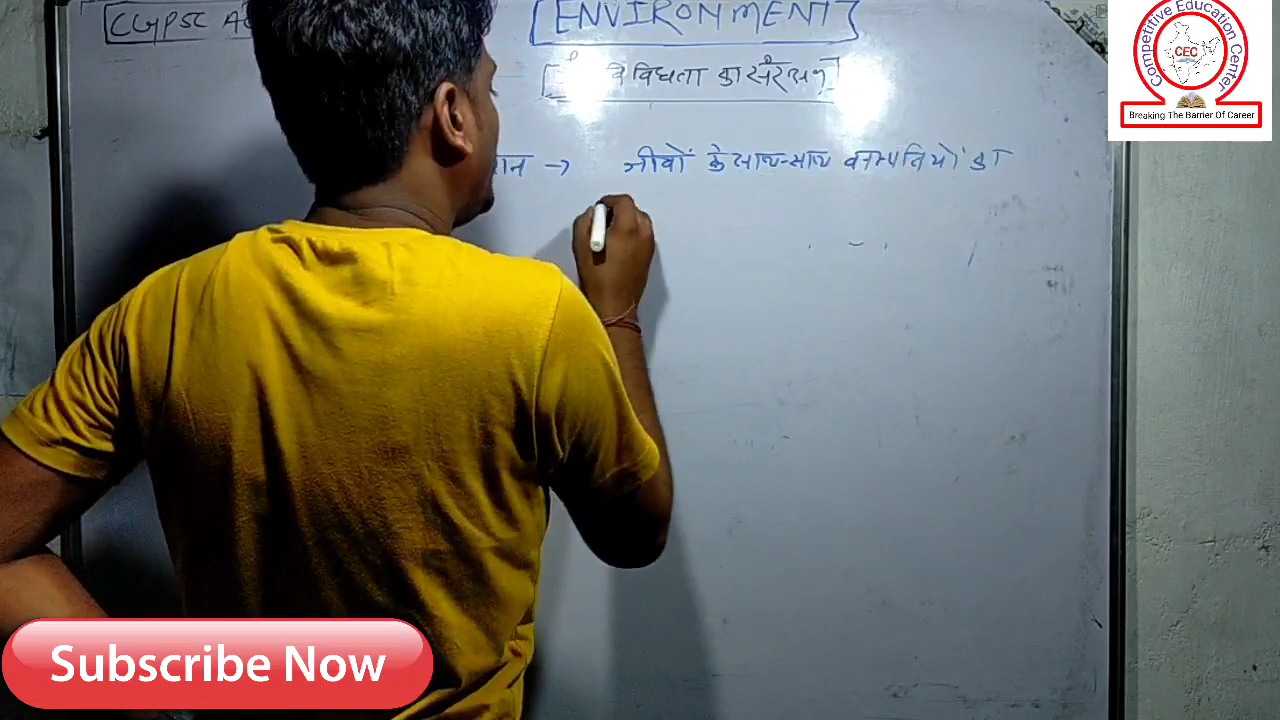 CGPSC
ENVIRONMENT
विविधता का संरक्षण
→ जीवों के साथ-साथ वनस्पतियों का
Competitive Education Center
CEC
Breaking The Barrier Of Career
Subscribe Now